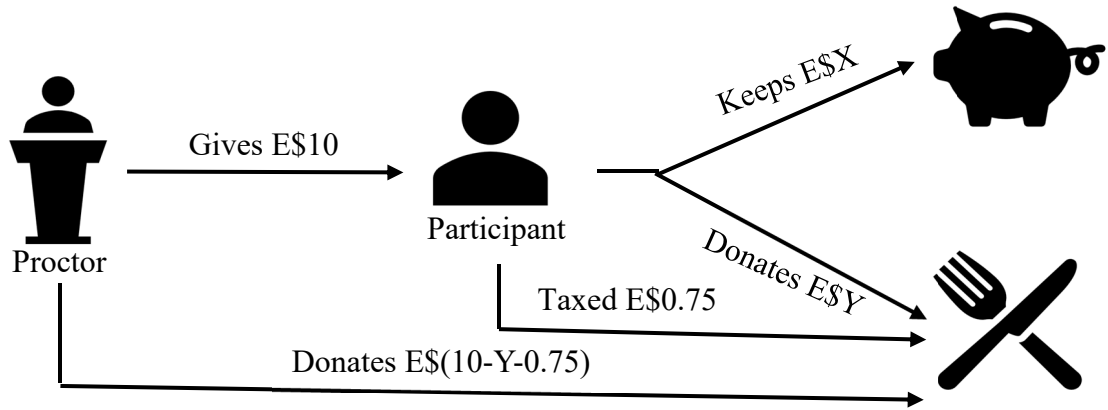 Keeps E$X
Gives E$10
Participant
Proctor
Donates E$Y
Taxed E$0.75
Donates E$(10-Y-0.75)